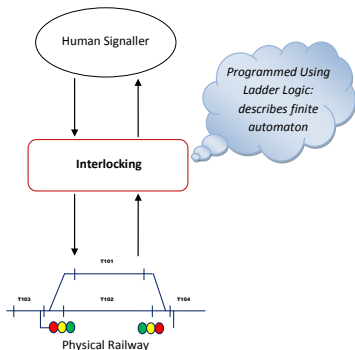 Human Signaller
Programmed Using
Ladder Logic:
describes finite
automaton
Interlocking
T101
T103
T102
T104
Physical Railway